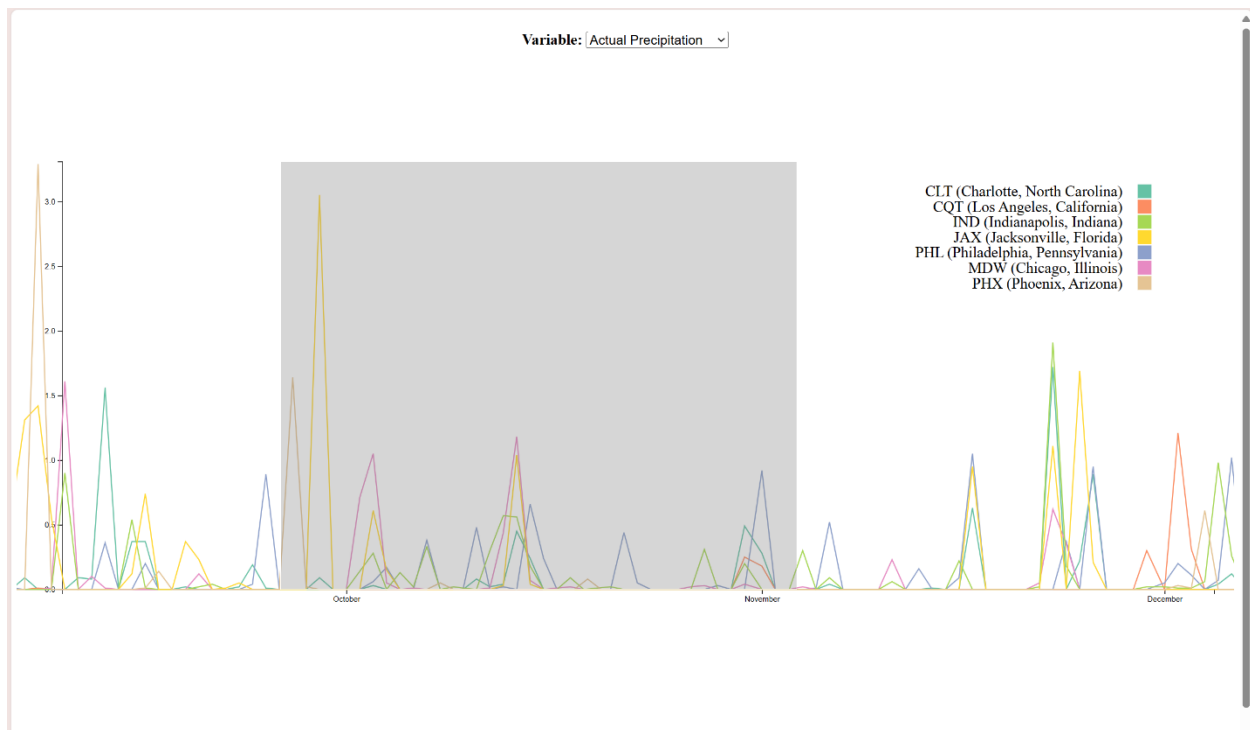 Variable: Actual Precipitation
3.0
2.5
2.0
1.5
1.0
0.5
0.0
October
November
December
CLT (Charlotte, North Carolina)
CQT (Los Angeles, California)
IND (Indianapolis, Indiana)
JAX (Jacksonville, Florida)
PHL (Philadelphia, Pennsylvania)
MDW (Chicago, Illinois)
PHX (Phoenix, Arizona)